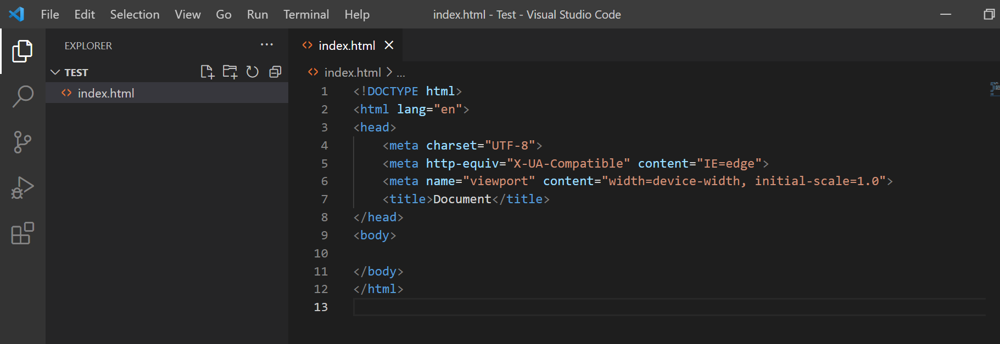 File Edit Selection View Go Run Terminal Help index.html - Test - Visual Studio Code
EXPLORER
TEST
index.html
index.html
index.html > ...
1 <!DOCTYPE html>
2 <html lang="en">
3 <head>
4     <meta charset="UTF-8">
5     <meta http-equiv="X-UA-Compatible" content="IE=edge">
6     <meta name="viewport" content="width=device-width, initial-scale=1.0">
7     <title>Document</title>
8 </head>
9 <body>
10
11 </body>
12 </html>
13